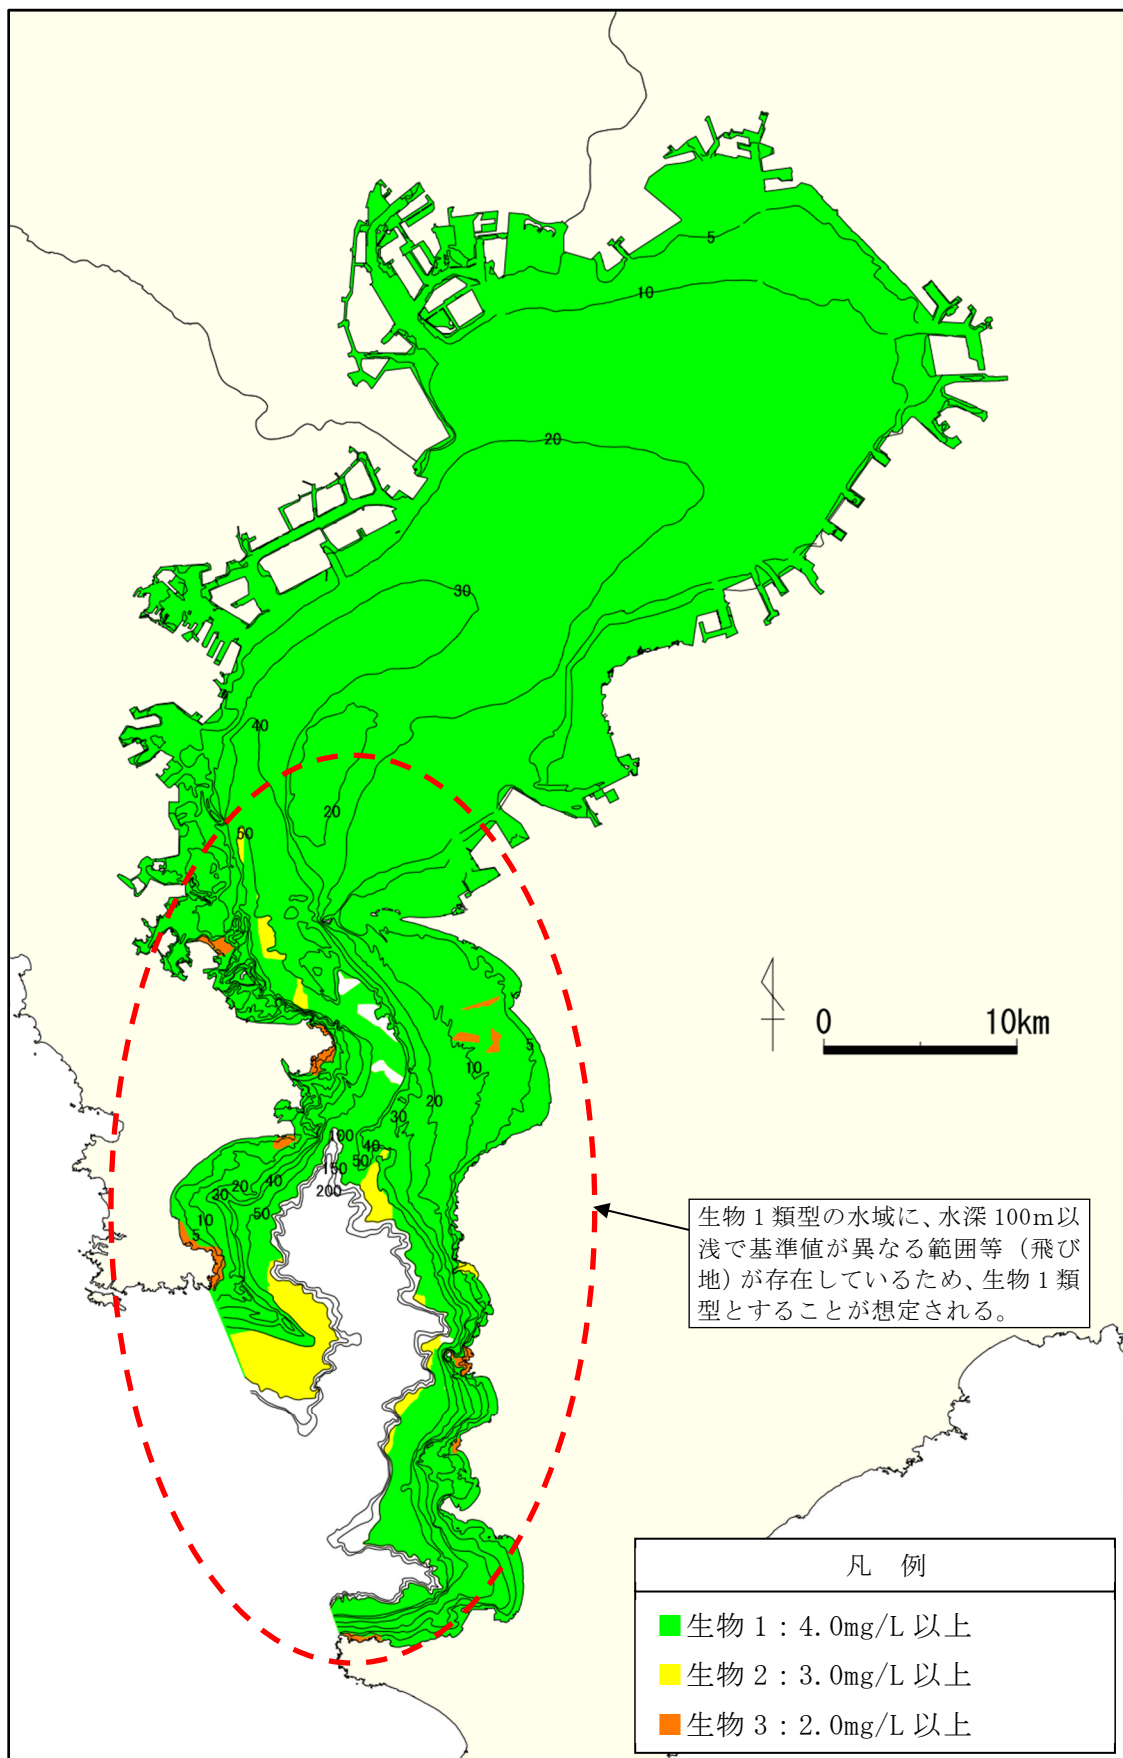 5
10
20
30
40
20
50
0 10km
5
10
20
30
100
40
150
50
200
40
20
30
50
10
5
生物１類型の水域に、水深 100m以
浅で基準値が異なる範囲等（飛び
地）が存在しているため、生物１類
型とすることが想定される。
凡 例
生物 1：4.0mg/L 以上
生物 2：3.0mg/L 以上
生物 3：2.0mg/L 以上